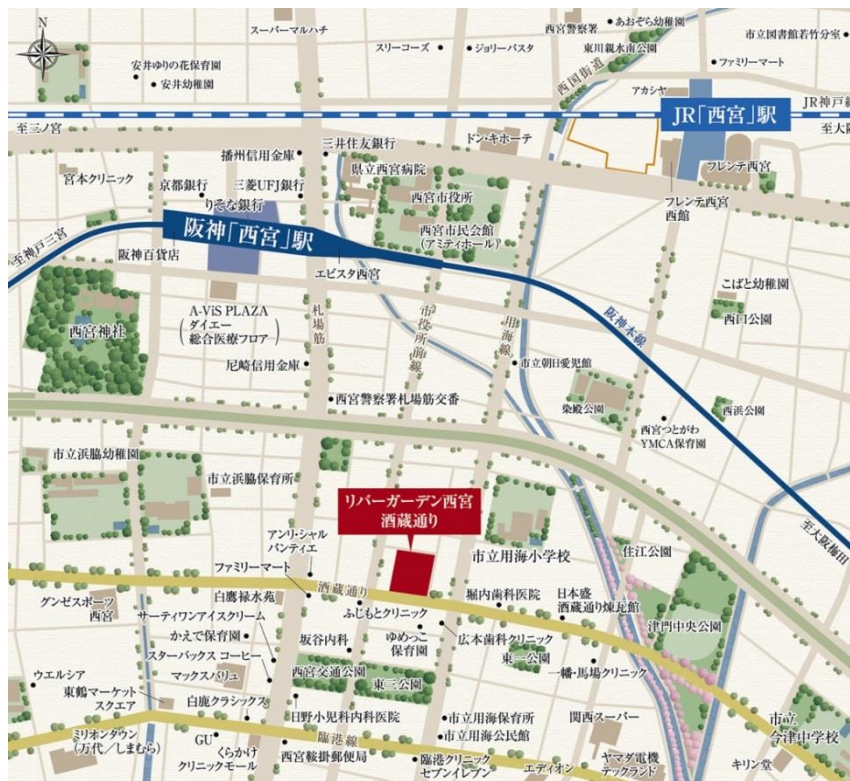 N
スーパーマルハチ
西宮警察署
あおぞら幼稚園
スリーコーズ
ジョリーパスタ
東川親水南公園
市立図書館若竹分室
安井ゆりの花保育園
安井幼稚園
西国街道
ファミリーマート
アカシヤ
JR神戸線
至三ノ宮
JR「西宮」駅
至大阪
三井住友銀行
ドン・キホーテ
播州信用金庫
県立西宮病院
フレンテ西宮
宮本クリニック
京都銀行
三菱UFJ銀行
西宮市役所
フレンテ西宮
西館
りそな銀行
西宮市民会館
(アミティホール)
阪神「西宮」駅
至神戸三宮
阪神百貨店
エビスタ西宮
こばと幼稚園
A-ViS PLAZA
ダイエー
総合医療フロア
札場筋
市役所前線
用海線
阪神本線
西口公園
西宮神社
尼崎信用金庫
市立朝日愛児館
西宮警察署札場筋交番
染殿公園
西浜公園
西宮つとがわ
YMCA保育園
市立浜脇幼稚園
市立浜脇保育所
リバーガーデン西宮
酒蔵通り
至大阪梅田
アンリ・シャル
パンティエ
市立用海小学校
住江公園
ファミリーマート
酒蔵通り
グンゼスポーツ
西宮
白鷹禄水苑
堀内歯科医院
日本盛
酒蔵通り煉瓦館
サーティワンアイスクリーム
ふじもとクリニック
津門中央公園
かえで保育園
坂谷内科
ゆめっこ
保育園
広本歯科クリニック
スターバックス コーヒー
西宮交通公園
東一公園
ウエルシア
マックスバリュ
東三公園
一幡・馬場クリニック
東鶴マーケット
スクエア
白鹿クラシックス
日野小児科内科医院
市立用海保育所
関西スーパー
市立
今津中学校
ミリオンタウン
(万代/しまむら)
GU
臨港線
市立用海公民館
くらかけ
クリニックモール
西宮鞍掛郵便局
臨港クリニック
セブンイレブン
エディオン
ヤマダ電機
テックランド
キリン堂